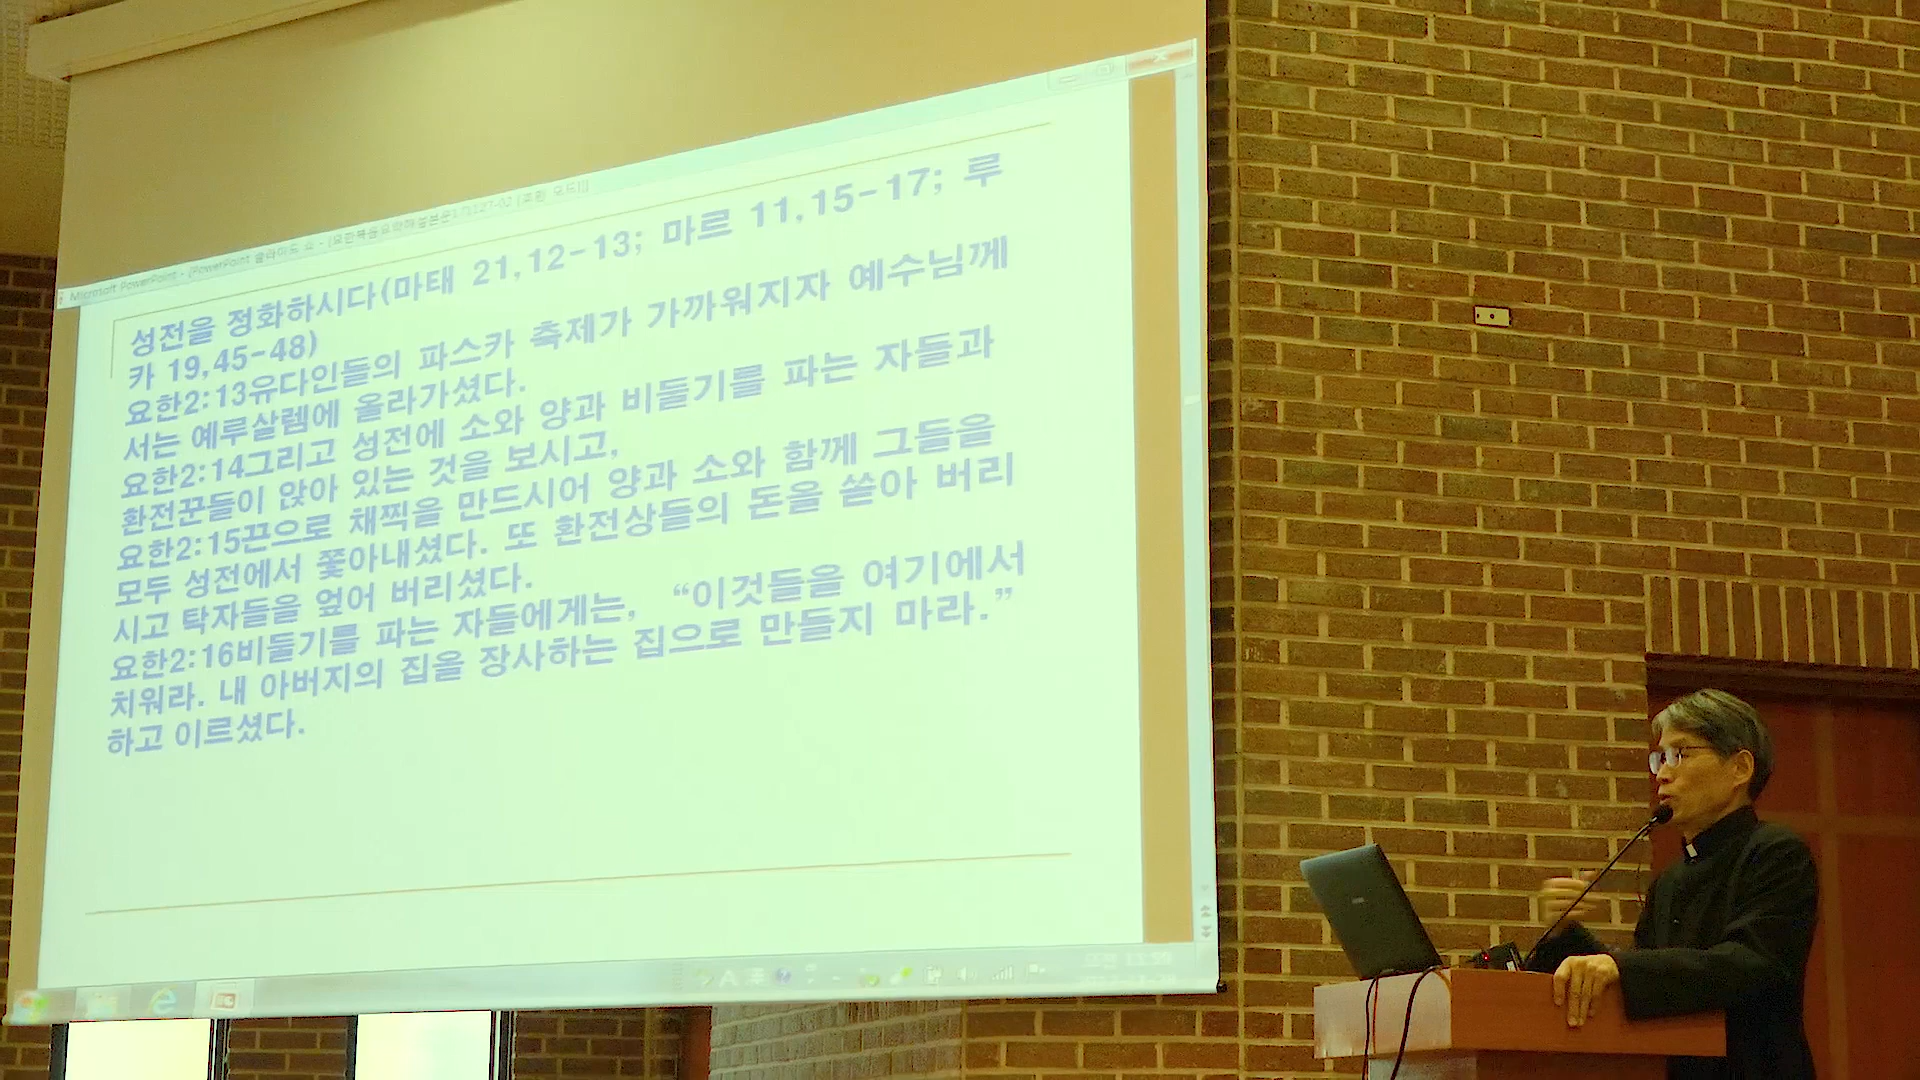 Microsoft PowerPoint - [PowerPoint 슬라이드 쇼 -
성전을 정화하시다(마태 21,12-13; 마르 11,15-17; 루
카 19,45-48)
요한2:13유다인들의 파스카 축제가 가까워지자 예수님께
서는 예루살렘에 올라가셨다.
요한2:14그리고 성전에 소와 양과 비둘기를 파는 자들과
환전꾼들이 앉아 있는 것을 보시고,
요한2:15끈으로 채찍을 만드시어 양과 소와 함께 그들을
모두 성전에서 쫓아내셨다. 또 환전상들의 돈을 쏟아 버리
시고 탁자들을 엎어 버리셨다.
요한2:16비둘기를 파는 자들에게는, “이것들을 여기에서
치워라. 내 아버지의 집을 장사하는 집으로 만들지 마라.”
하고 이르셨다.